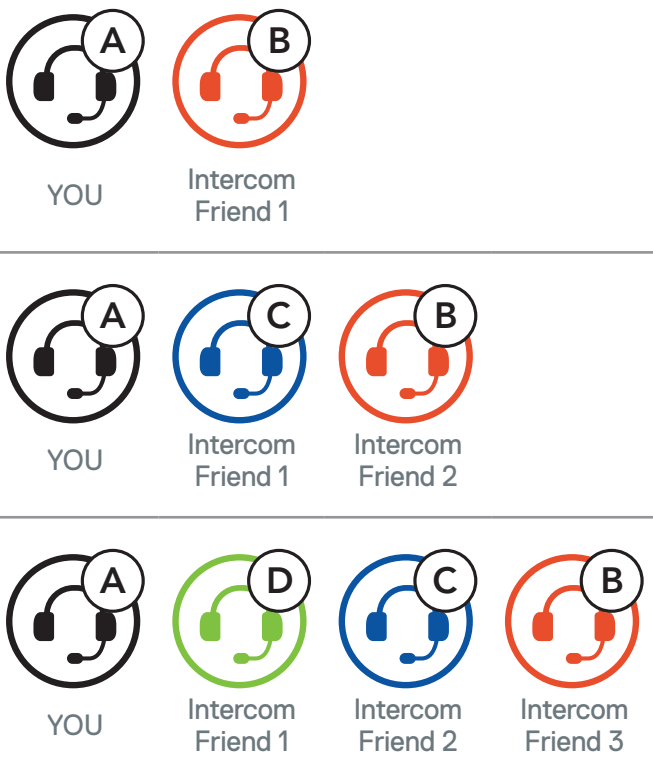 A
B
YOU
Intercom
Friend 1
A
C
B
YOU
Intercom
Friend 1
Intercom
Friend 2
A
D
C
B
YOU
Intercom
Friend 1
Intercom
Friend 2
Intercom
Friend 3